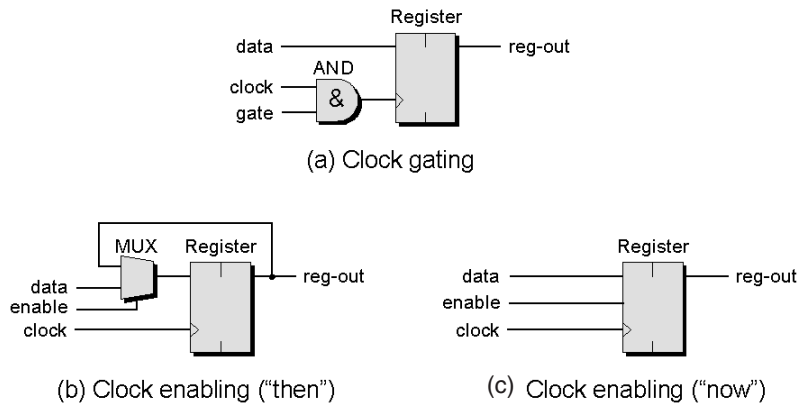 Register
data
reg-out
AND
clock
&
gate
(a) Clock gating
MUX
Register
data
reg-out
enable
clock
(b) Clock enabling (“then”)
Register
data
reg-out
enable
clock
(c) Clock enabling (“now”)